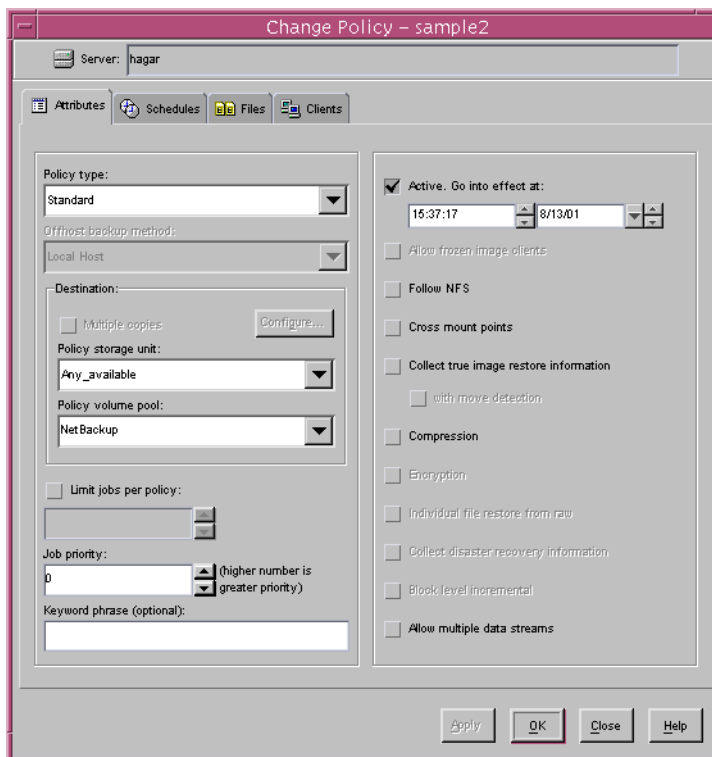 Change Policy – sample2
Server: hagar
Attributes Schedules Files Clients
Policy type:
Standard
Offhost backup method:
Local Host
Destination:
Multiple copies Configure...
Policy storage unit:
Any_available
Policy volume pool:
NetBackup
Limit jobs per policy:
Job priority:
0 (higher number is
greater priority)
Keyword phrase (optional):
Active. Go into effect at:
15:37:17 8/13/01
Allow frozen image clients
Follow NFS
Cross mount points
Collect true image restore information
with move detection
Compression
Encryption
Individual file restore from raw
Collect disaster recovery information
Block level incremental
Allow multiple data streams
Apply OK Close Help